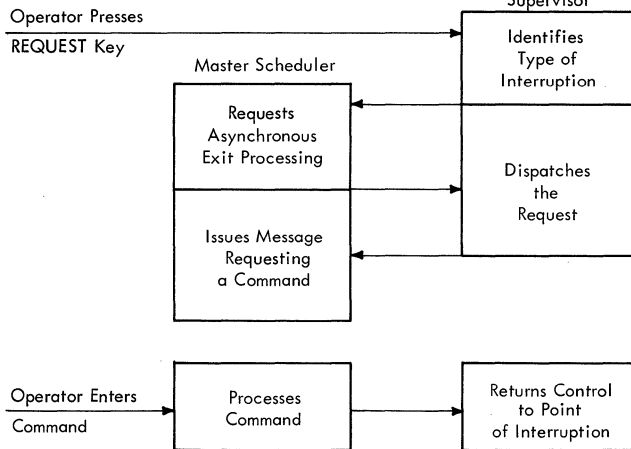 Supervisor
Operator Presses
REQUEST Key
Identifies
Type of
Interruption
Master Scheduler
Requests
Asynchronous
Exit Processing
Dispatches
the
Request
Issues Message
Requesting
a Command
Operator Enters
Command
Processes
Command
Returns Control
to Point
of Interruption